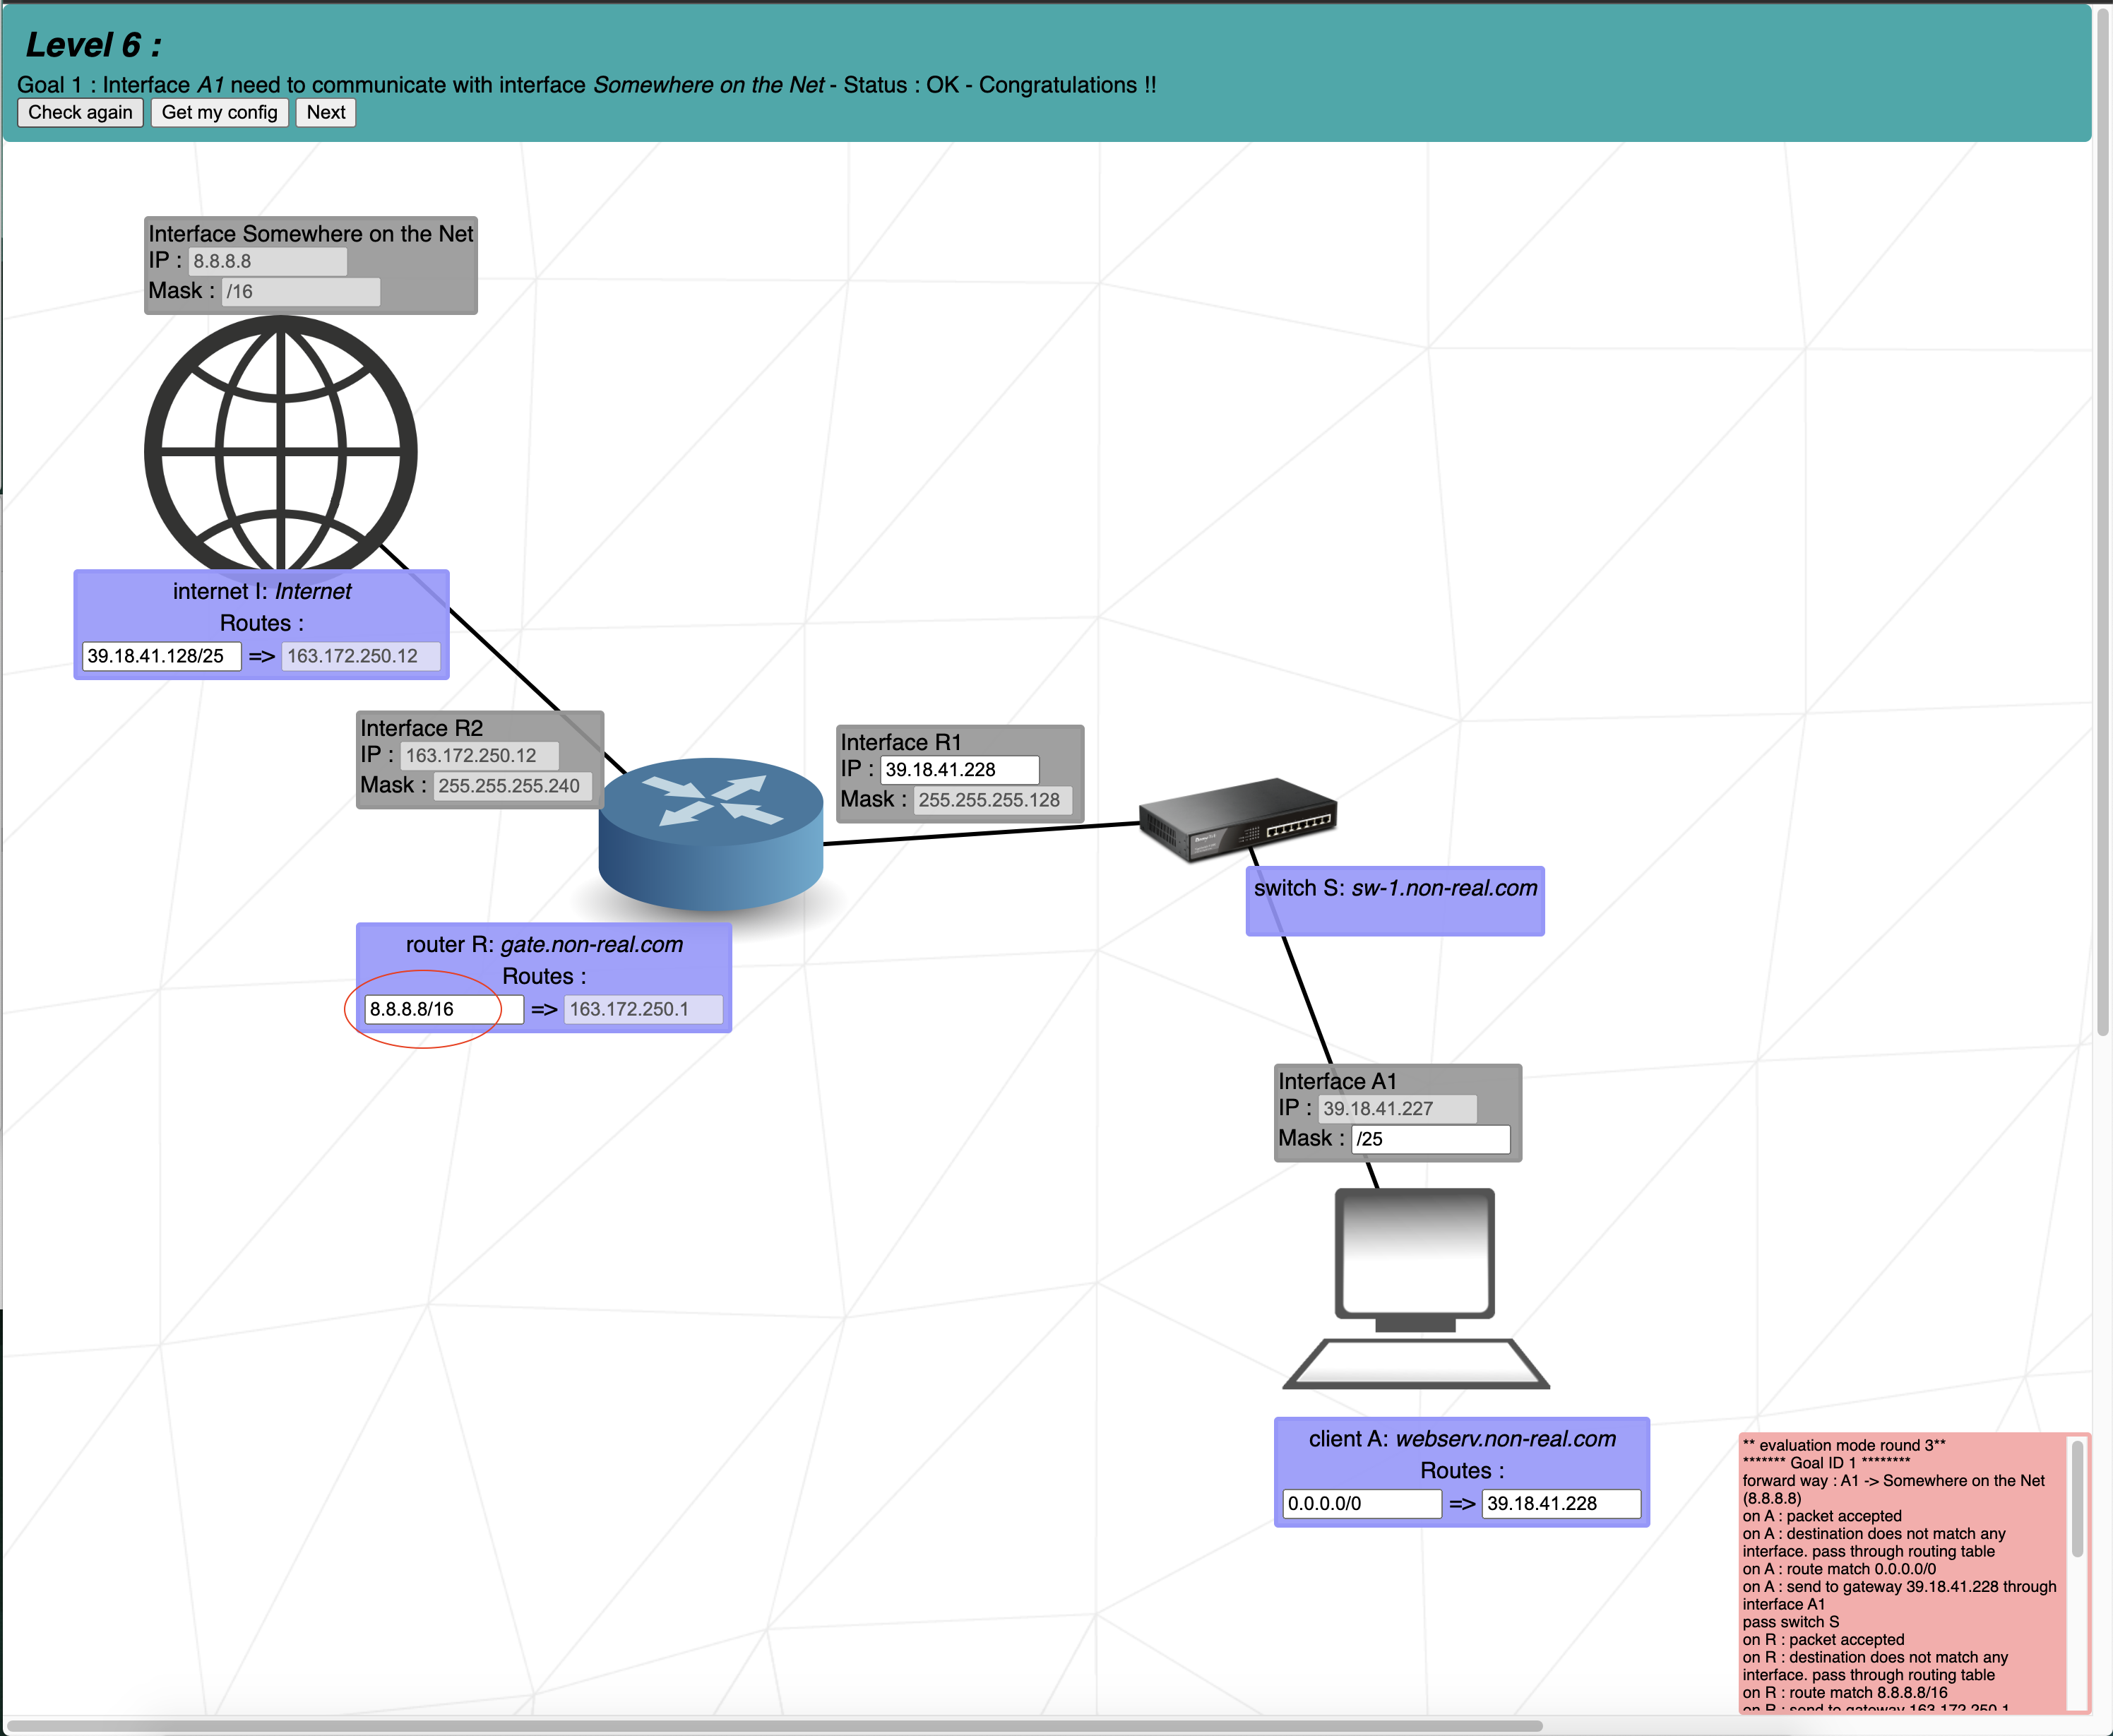 Level 6 :
Goal 1 : Interface A1 need to communicate with interface Somewhere on the Net - Status : OK - Congratulations !!
Check again Get my config Next
Interface Somewhere on the Net
IP : 8.8.8.8
Mask : /16
internet I: Internet
Routes :
39.18.41.128/25 => 163.172.250.12
Interface R2
IP : 163.172.250.12
Mask : 255.255.255.240
Interface R1
IP : 39.18.41.228
Mask : 255.255.255.128
switch S: sw-1.non-real.com
router R: gate.non-real.com
Routes :
8.8.8.8/16 => 163.172.250.1
Interface A1
IP : 39.18.41.227
Mask : /25
client A: webserv.non-real.com
Routes :
0.0.0.0/0 => 39.18.41.228
** evaluation mode round 3**
******* Goal ID 1 ********
forward way : A1 -> Somewhere on the Net
(8.8.8.8)
on A : packet accepted
on A : destination does not match any
interface. pass through routing table
on A : route match 0.0.0.0/0
on A : send to gateway 39.18.41.228 through
interface A1
pass switch S
on R : packet accepted
on R : destination does not match any
interface. pass through routing table
on R : route match 8.8.8.8/16
on R : send to gateway 163.172.250.1